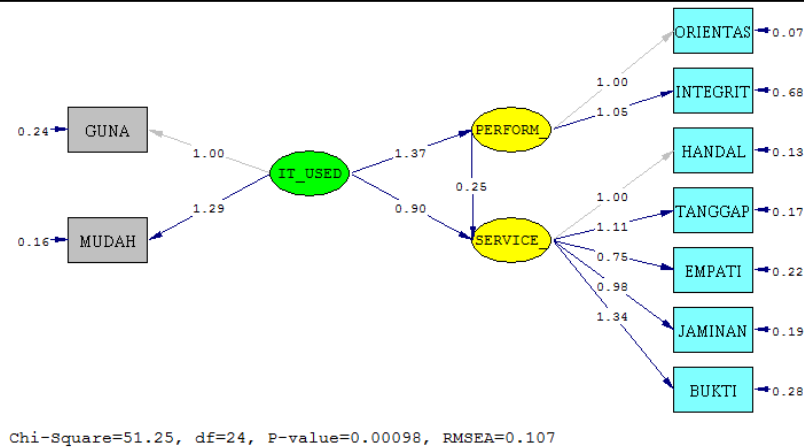 ORIENTAS
0.07
1.00
INTEGRIT
0.68
1.05
0.24
GUNA
PERFORM_
1.00
1.37
HANDAL
0.13
IT_USED
0.25
1.00
1.29
0.90
TANGGAP
0.17
1.11
0.16
MUDAH
SERVICE_
0.75
EMPATI
0.22
0.98
1.34
JAMINAN
0.19
BUKTI
0.28
Chi-Square=51.25, df=24, P-value=0.00098, RMSEA=0.107